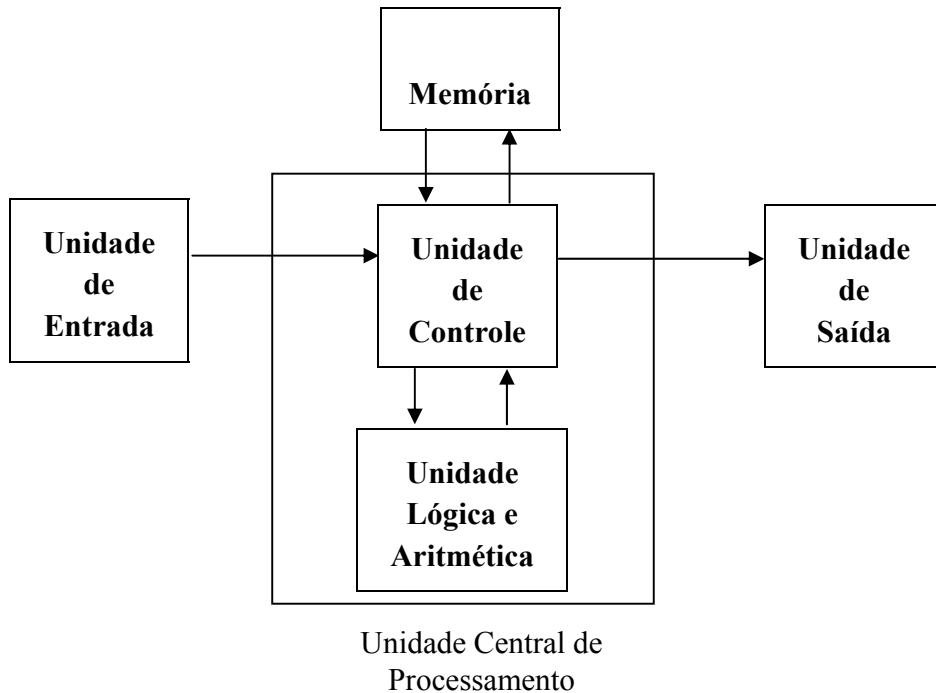 Memória
Unidade
de
Entrada
Unidade
de
Controle
Unidade
de
Saída
Unidade
Lógica e
Aritmética
Unidade Central de
Processamento